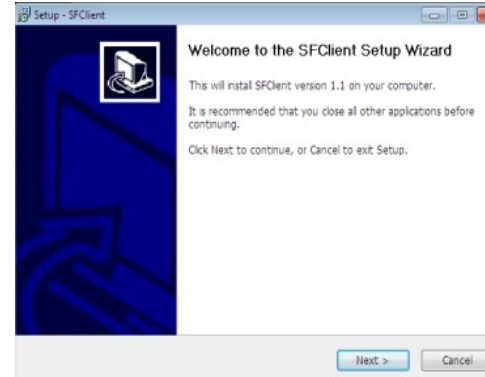 Setup - SFClient
Welcome to the SFClient Setup Wizard
This will install SFClient version 1.1 on your computer.
It is recommended that you close all other applications before
continuing.
Click Next to continue, or Cancel to exit Setup.
Next >
Cancel